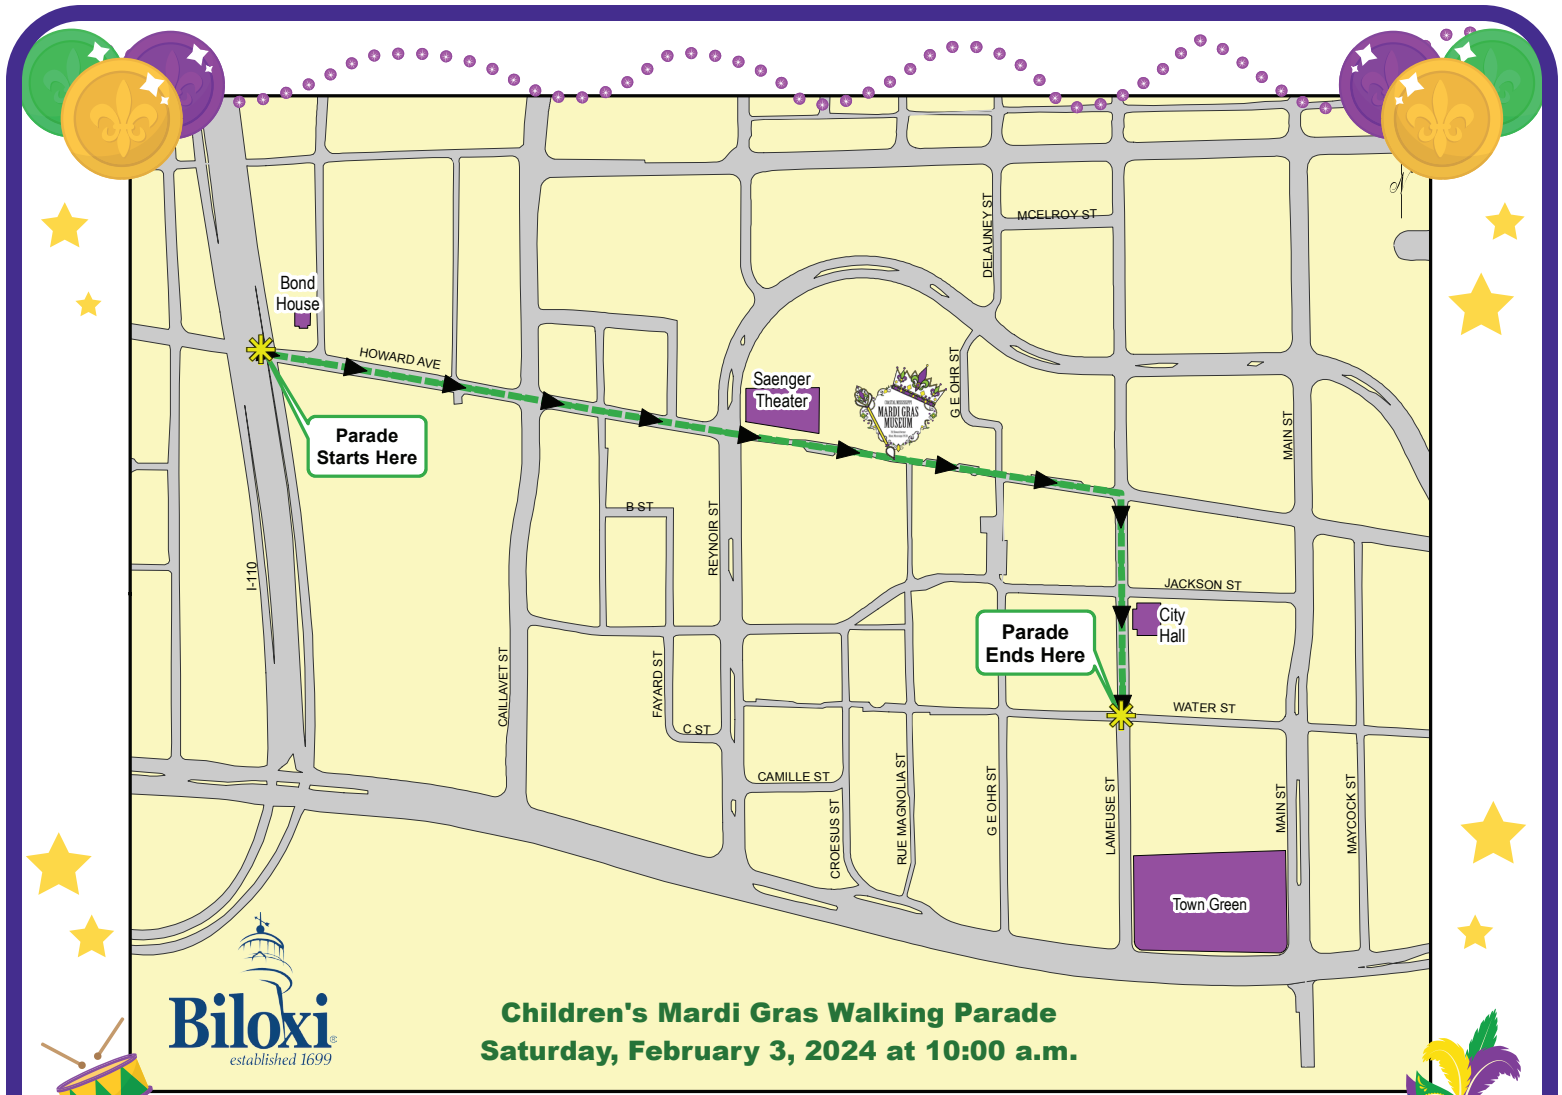 DELAUNEY ST
MCELROY ST
Bond
House
HOWARD AVE
Saenger
Theater
COASTAL MISSISSIPPI
MARDI GRAS
MUSEUM
G E OHR ST
MAIN ST
Parade
Starts Here
B ST
REYNOIR ST
I-110
JACKSON ST
City
Hall
Parade
Ends Here
CAILLAVET ST
FAYARD ST
WATER ST
C ST
CAMILLE ST
CROESUS ST
RUE MAGNOLIA ST
G E OHR ST
LAMEUSE ST
MAIN ST
MAYCOCK ST
Town Green
Biloxi®
established 1699
Children's Mardi Gras Walking Parade
Saturday, February 3, 2024 at 10:00 a.m.